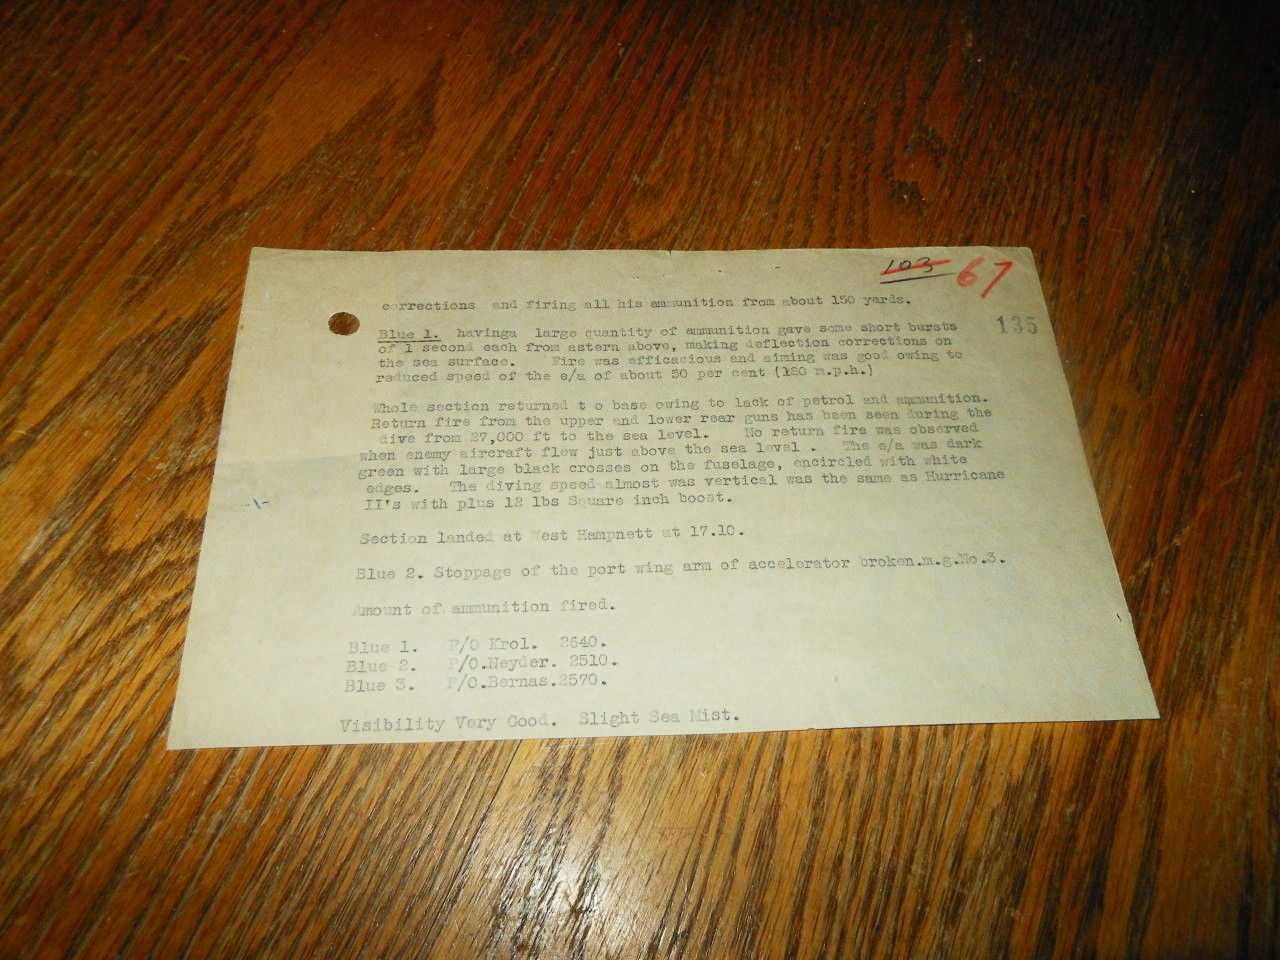 103 67
135
corrections and firing all his ammunition from about 150 yards.
Blue 1. havinga large quantity of ammunition gave some short bursts
of 1 second each from astern above, making deflection corrections on
the sea surface. Fire was efficacious and aiming was good owing to
reduced speed of the e/a of about 50 per cent (180 m.p.h.)
Whole section returned t o base owing to lack of petrol and ammunition.
Return fire from the upper and lower rear guns has been seen during the
dive from 27,000 ft to the sea level. No return fire was observed
when enemy aircraft flew just above the sea level . The e/a was dark
green with large black crosses on the fuselage, encircled with white
edges. The diving speed almost was vertical was the same as Hurricane
II's with plus 12 lbs Square inch boost.
Section landed at West Hampnett at 17.10.
Blue 2. Stoppage of the port wing arm of accelerator broken.m.g.No.3.
Amount of ammunition fired.
Blue 1. P/O Krol. 2640.
Blue 2. P/O.Neyder. 2510.
Blue 3. P/O.Bernas.2570.
Visibility Very Good. Slight Sea Mist.